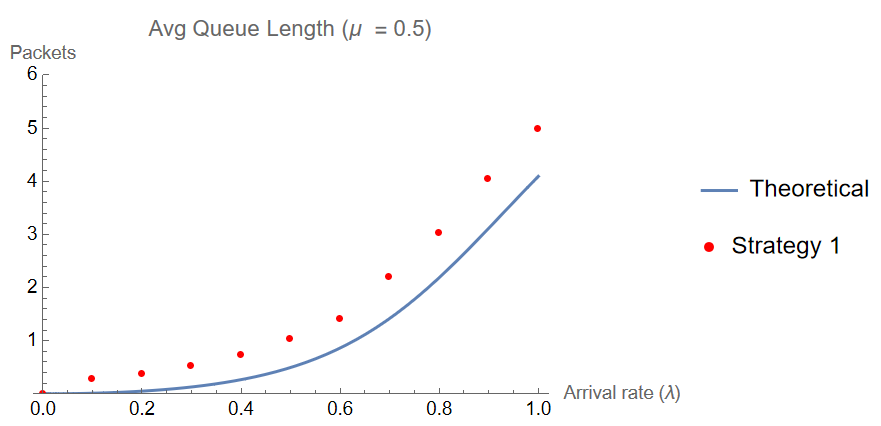 Avg Queue Length (μ = 0.5)
Packets
6
5
4
3
2
1
0.0 0.2 0.4 0.6 0.8 1.0
Arrival rate (λ)
Theoretical
Strategy 1